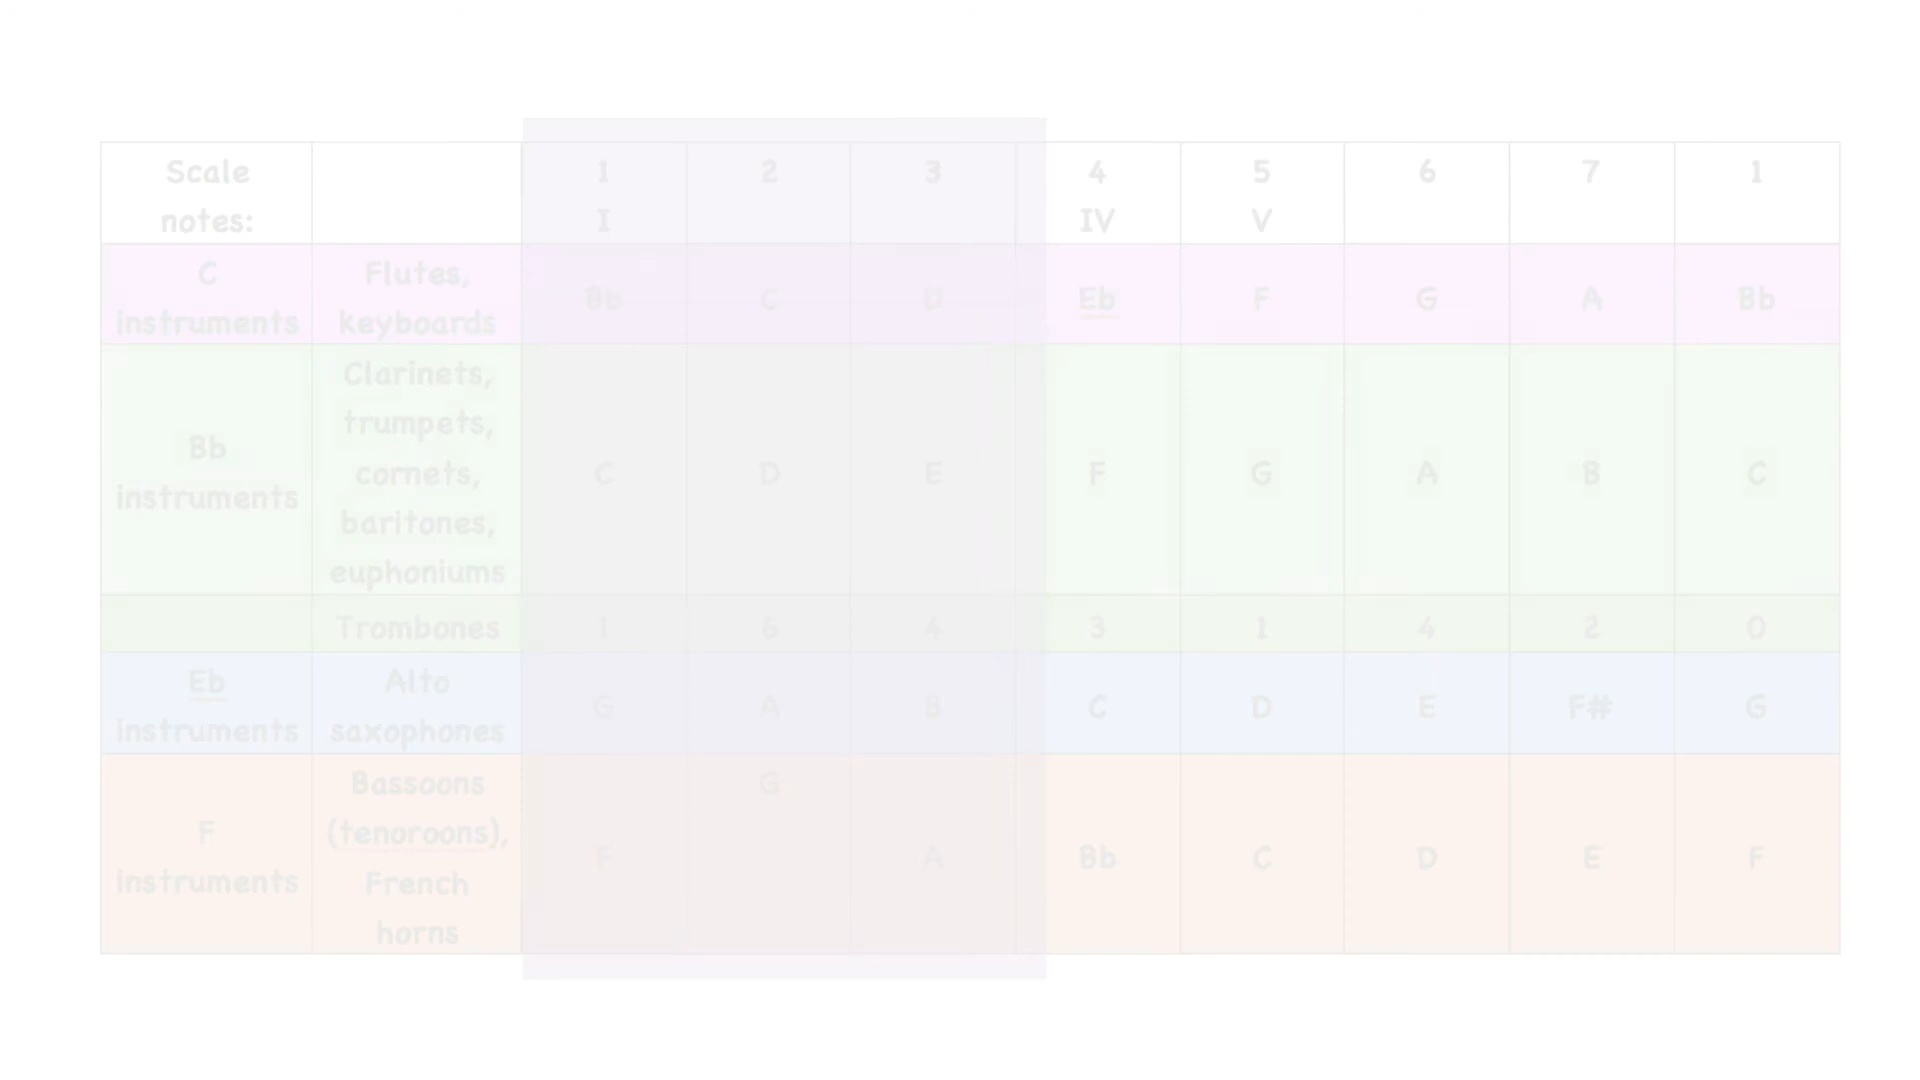 Scale notes: 1 I 2 3 4 IV 5 V 6 7 1
C instruments Flutes, keyboards Bb C D Eb F G A Bb
Bb instruments Clarinets, trumpets, cornets, baritones, euphoniums C D E F G A B C
Trombones 1 6 4 3 1 4 2 0
Eb instruments Alto saxophones G A B C D E F# G
F instruments Bassoons (tenoroons), French horns F G A Bb C D E F